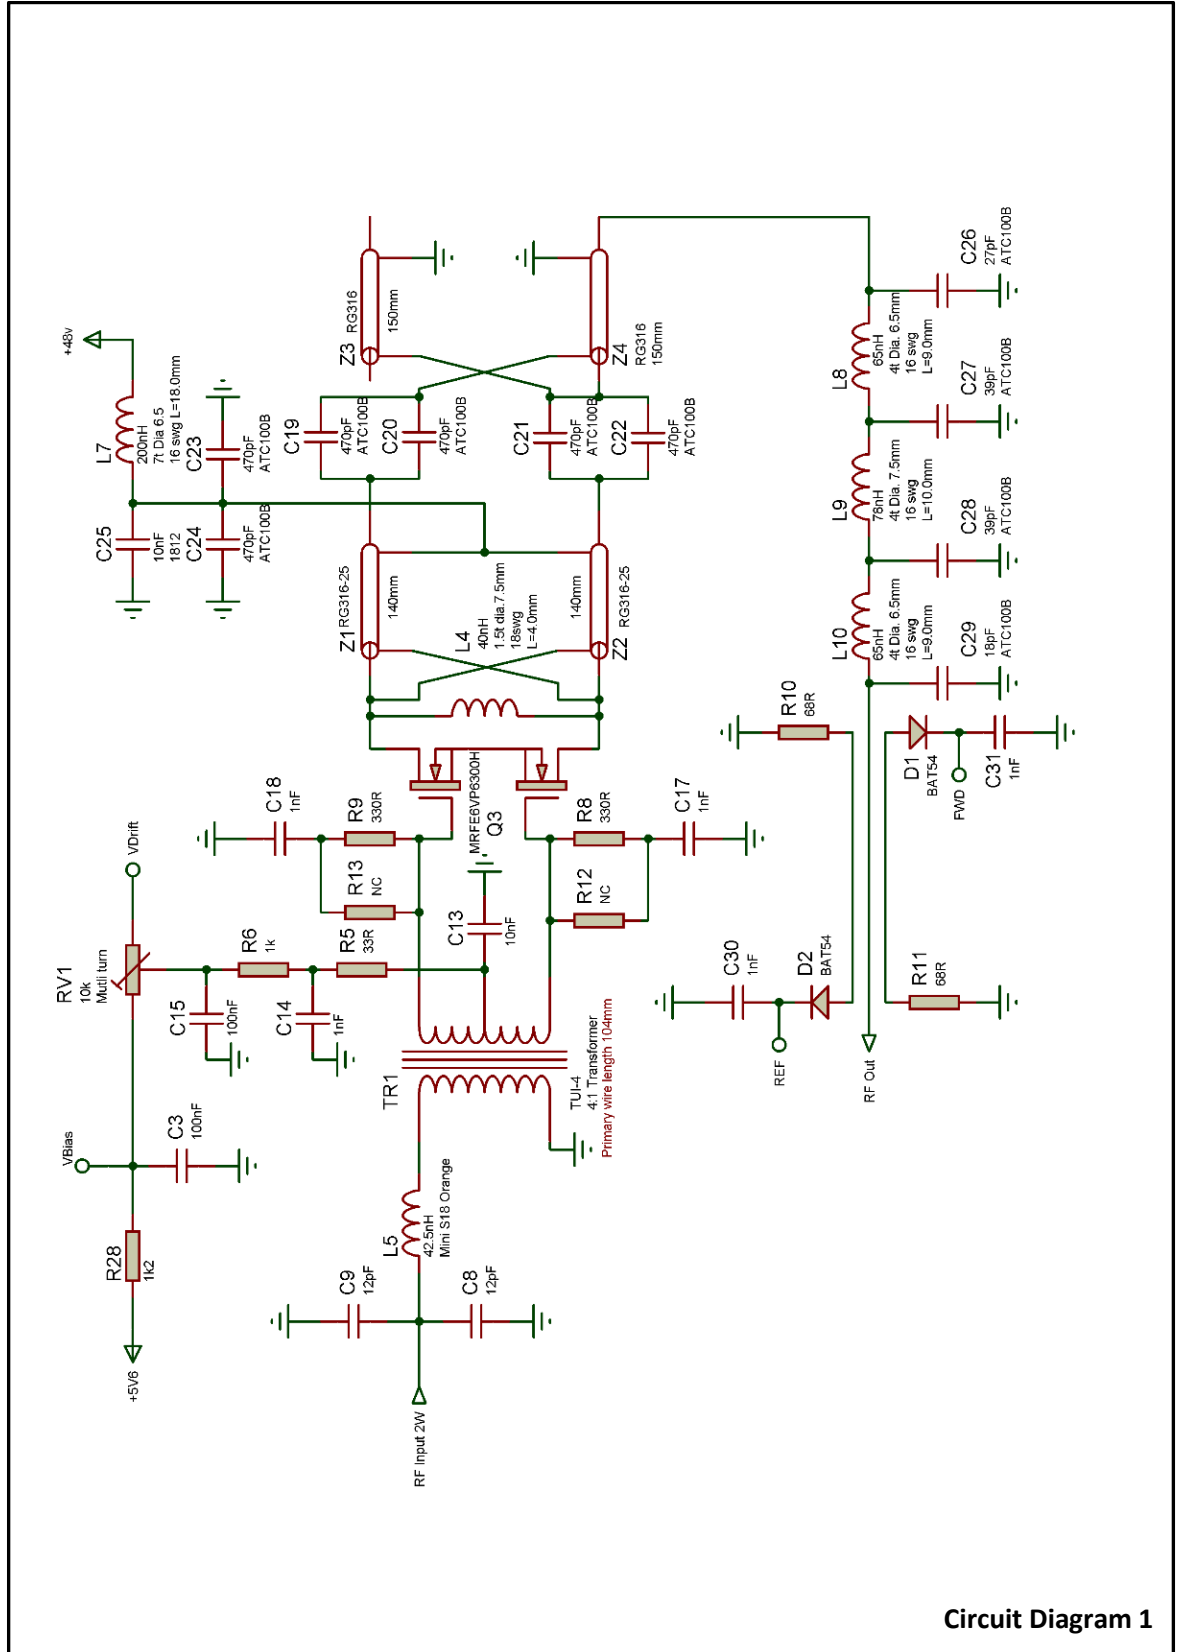 +48v
L7
200nH
7t Dia 6.5
16 swg L=18.0mm
C25
10nF
1812
C24
470pF
ATC100B
C23
470pF
ATC100B
Z3
RG316
150mm
Z4
RG316
150mm
C19
470pF
ATC100B
C20
470pF
ATC100B
C21
470pF
ATC100B
C22
470pF
ATC100B
Z1
RG316-25
140mm
Z2
RG316-25
140mm
L4
40nH
1.5t dia.7.5mm
18swg
L=4.0mm
C26
27pF
ATC100B
L8
65nH
4t Dia. 6.5mm
16 swg
L=9.0mm
C27
39pF
ATC100B
L9
78nH
4t Dia. 7.5mm
16 swg
L=10.0mm
C28
39pF
ATC100B
L10
65nH
4t Dia. 6.5mm
16 swg
L=9.0mm
C29
18pF
ATC100B
R10
68R
D1
BAT54
FWD
C31
1nF
R11
68R
C30
1nF
D2
BAT54
REF
RF Out
MRFE6VP6300H
Q3
C18
1nF
R9
330R
R13
NC
R8
330R
R12
NC
C17
1nF
C13
10nF
VDrift
RV1
10k
Mutli turn
R6
1k
R5
33R
C15
100nF
C14
1nF
TR1
TUI-4
4:1 Transformer
Primary wire length 104mm
VBias
C3
100nF
R28
1k2
+5V6
L5
42.5nH
Mini S18 Orange
C9
12pF
C8
12pF
RF Input 2W
Circuit Diagram 1